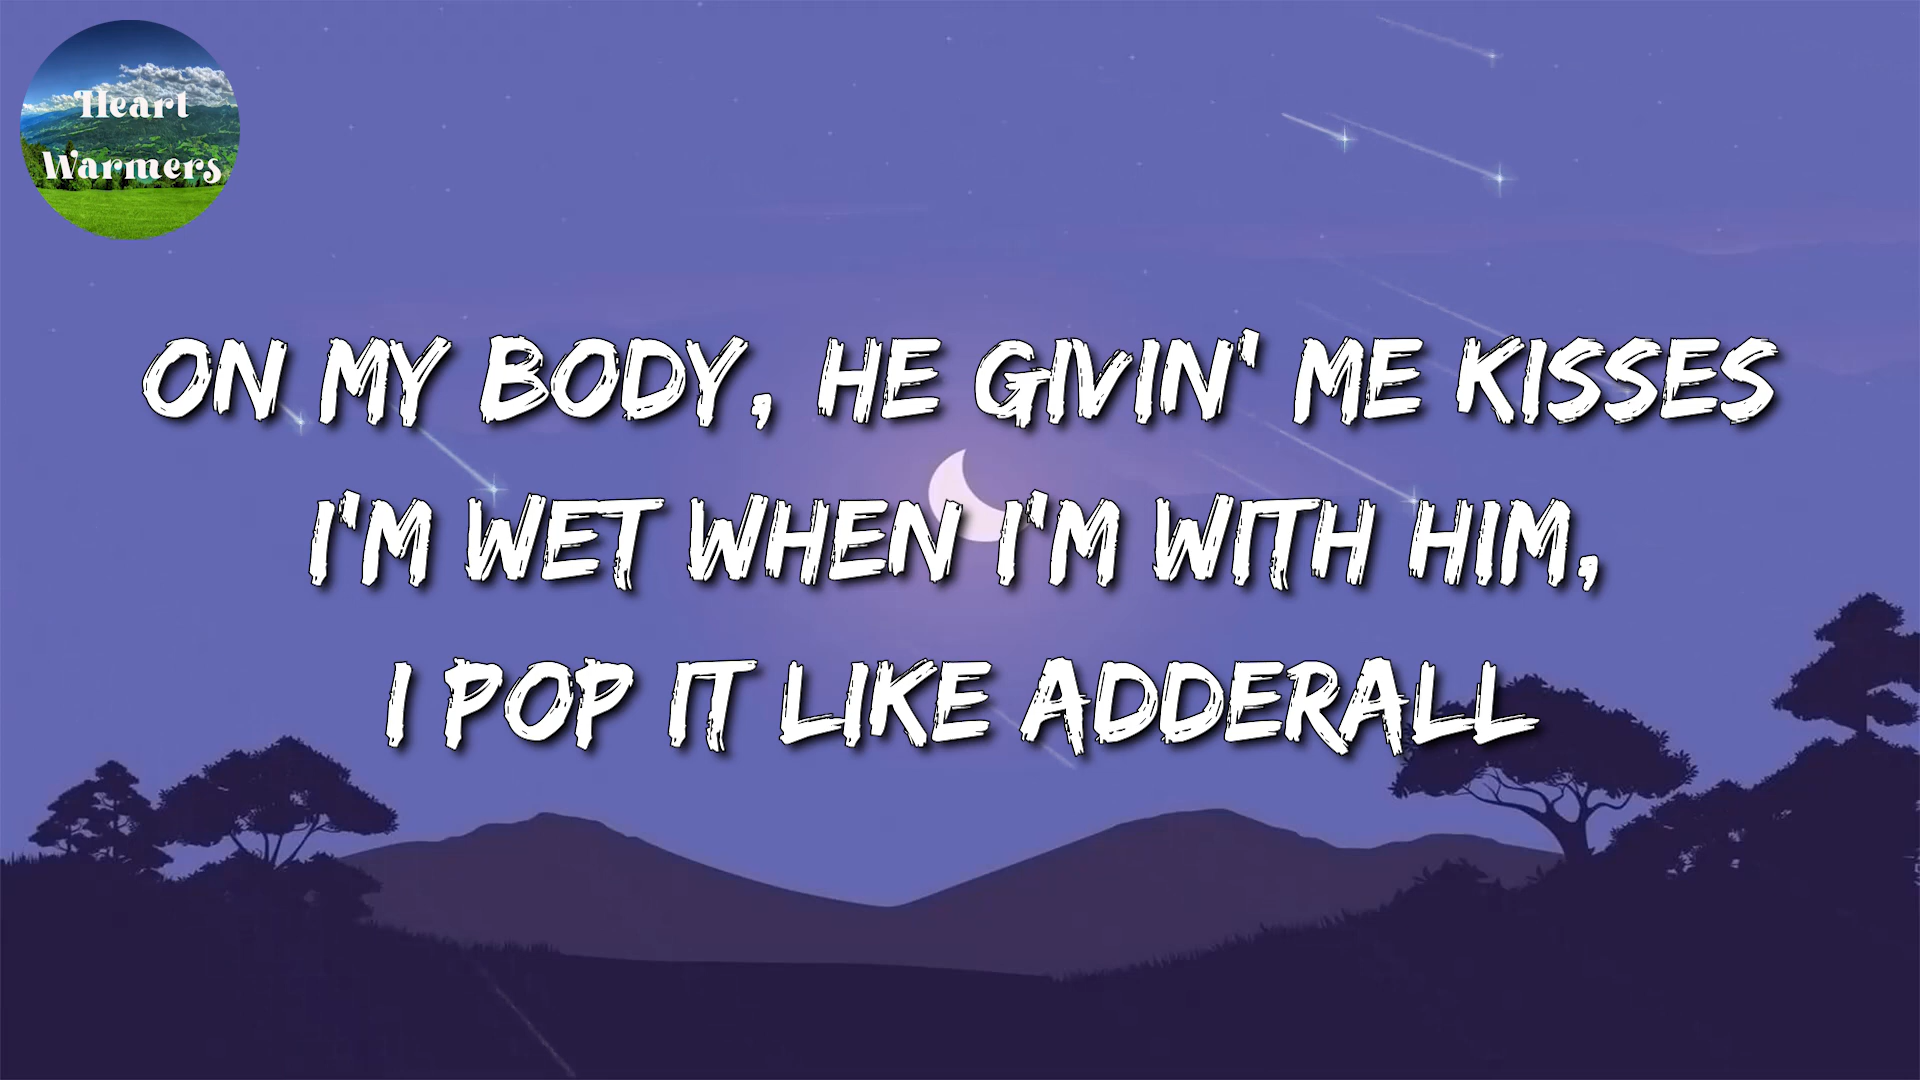 Heart
Warmers
ON MY BODY, HE GIVIN' ME KISSES
I'M WET WHEN I'M WITH HIM,
I POP IT LIKE ADDERALL